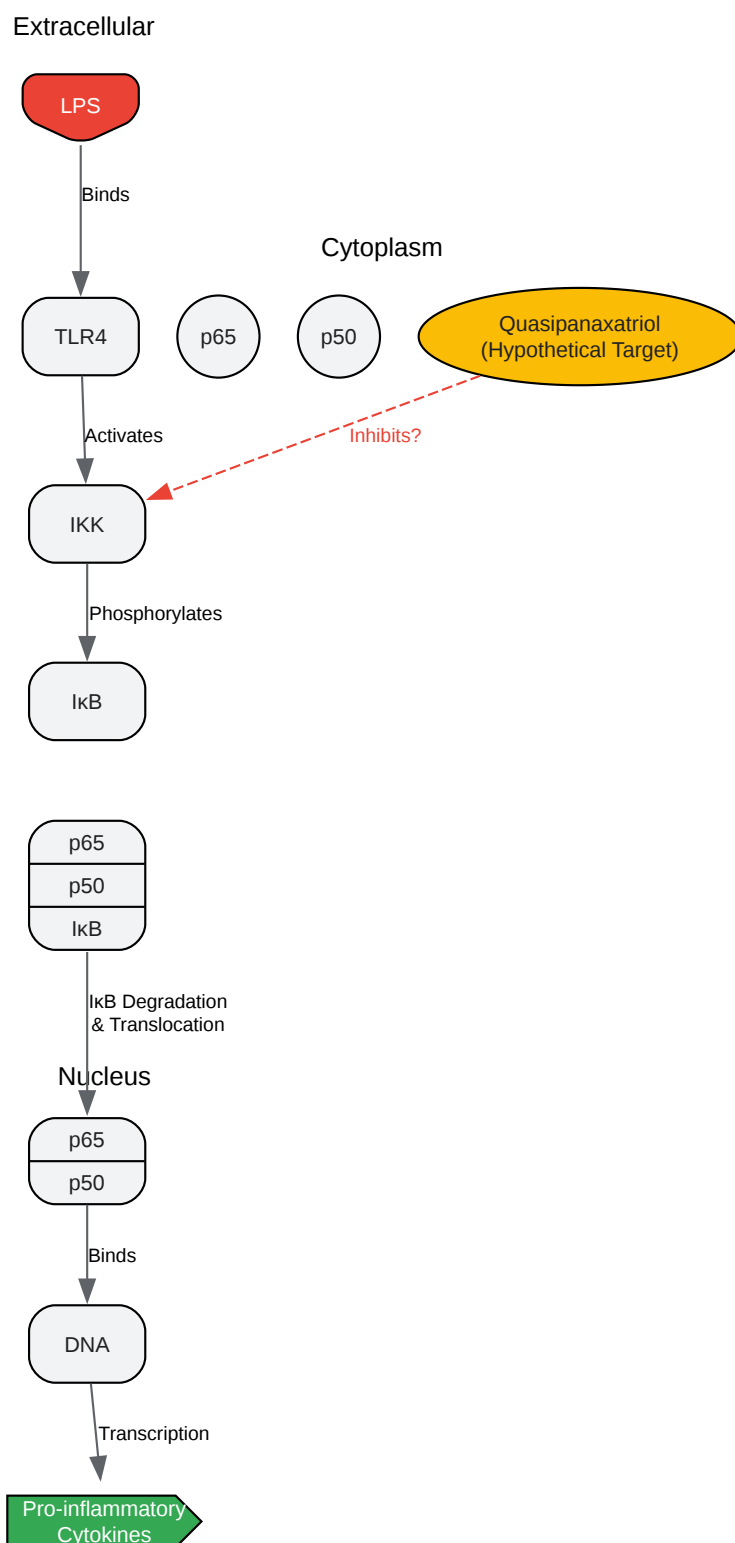 Extracellular
LPS
Binds
Cytoplasm
TLR4
p65
p50
Quasipanaxatriol
(Hypothetical Target)
Activates
Inhibits?
IKK
Phosphorylates
IκB
p65
p50
IκB
IκB Degradation
& Translocation
Nucleus
p65
p50
Binds
DNA
Transcription
Pro-inflammatory
Cytokines